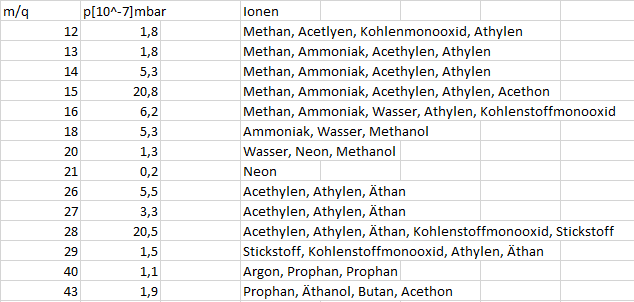 m/q p[10^-7]mbar Ionen
12 1,8 Methan, Acetlyen, Kohlenmonooxid, Athylen
13 1,8 Methan, Ammoniak, Acethylen, Athylen
14 5,3 Methan, Ammoniak, Acethylen, Athylen
15 20,8 Methan, Ammoniak, Acethylen, Athylen, Acethon
16 6,2 Methan, Ammoniak, Wasser, Athylen, Kohlenstoffmonooxid
18 5,3 Ammoniak, Wasser, Methanol
20 1,3 Wasser, Neon, Methanol
21 0,2 Neon
26 5,5 Acethylen, Athylen, Äthan
27 3,3 Acethylen, Athylen, Äthan
28 20,5 Acethylen, Athylen, Äthan, Kohlenstoffmonooxid, Stickstoff
29 1,5 Stickstoff, Kohlenstoffmonooxid, Athylen, Äthan
40 1,1 Argon, Prophan, Prophan
43 1,9 Prophan, Äthanol, Butan, Acethon